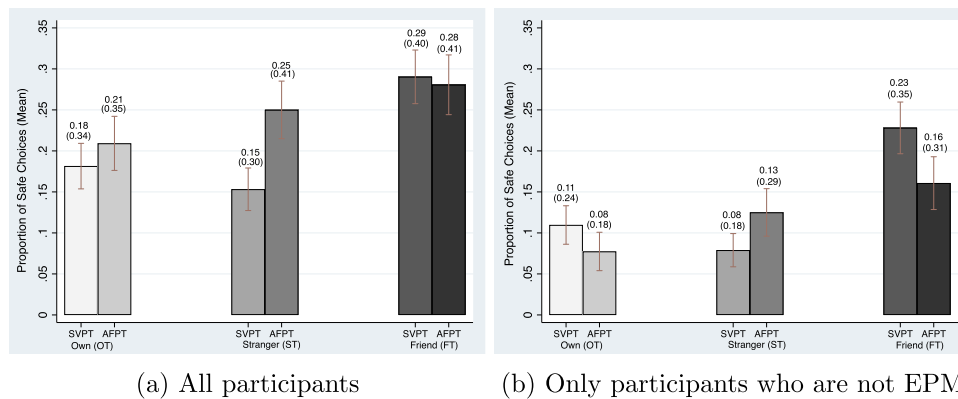 Proportion of Safe Choices (Mean)
.35
.3
.25
.2
.15
.1
.05
0
0.18
(0.34)
0.21
(0.35)
0.15
(0.30)
0.25
(0.41)
0.29
(0.40)
0.28
(0.41)
SVPT AFPT
Own (OT)
SVPT AFPT
Stranger (ST)
SVPT AFPT
Friend (FT)
(a) All participants
Proportion of Safe Choices (Mean)
.35
.3
.25
.2
.15
.1
.05
0
0.11
(0.24)
0.08
(0.18)
0.08
(0.18)
0.13
(0.29)
0.23
(0.35)
0.16
(0.31)
SVPT AFPT
Own (OT)
SVPT AFPT
Stranger (ST)
SVPT AFPT
Friend (FT)
(b) Only participants who are not EPM